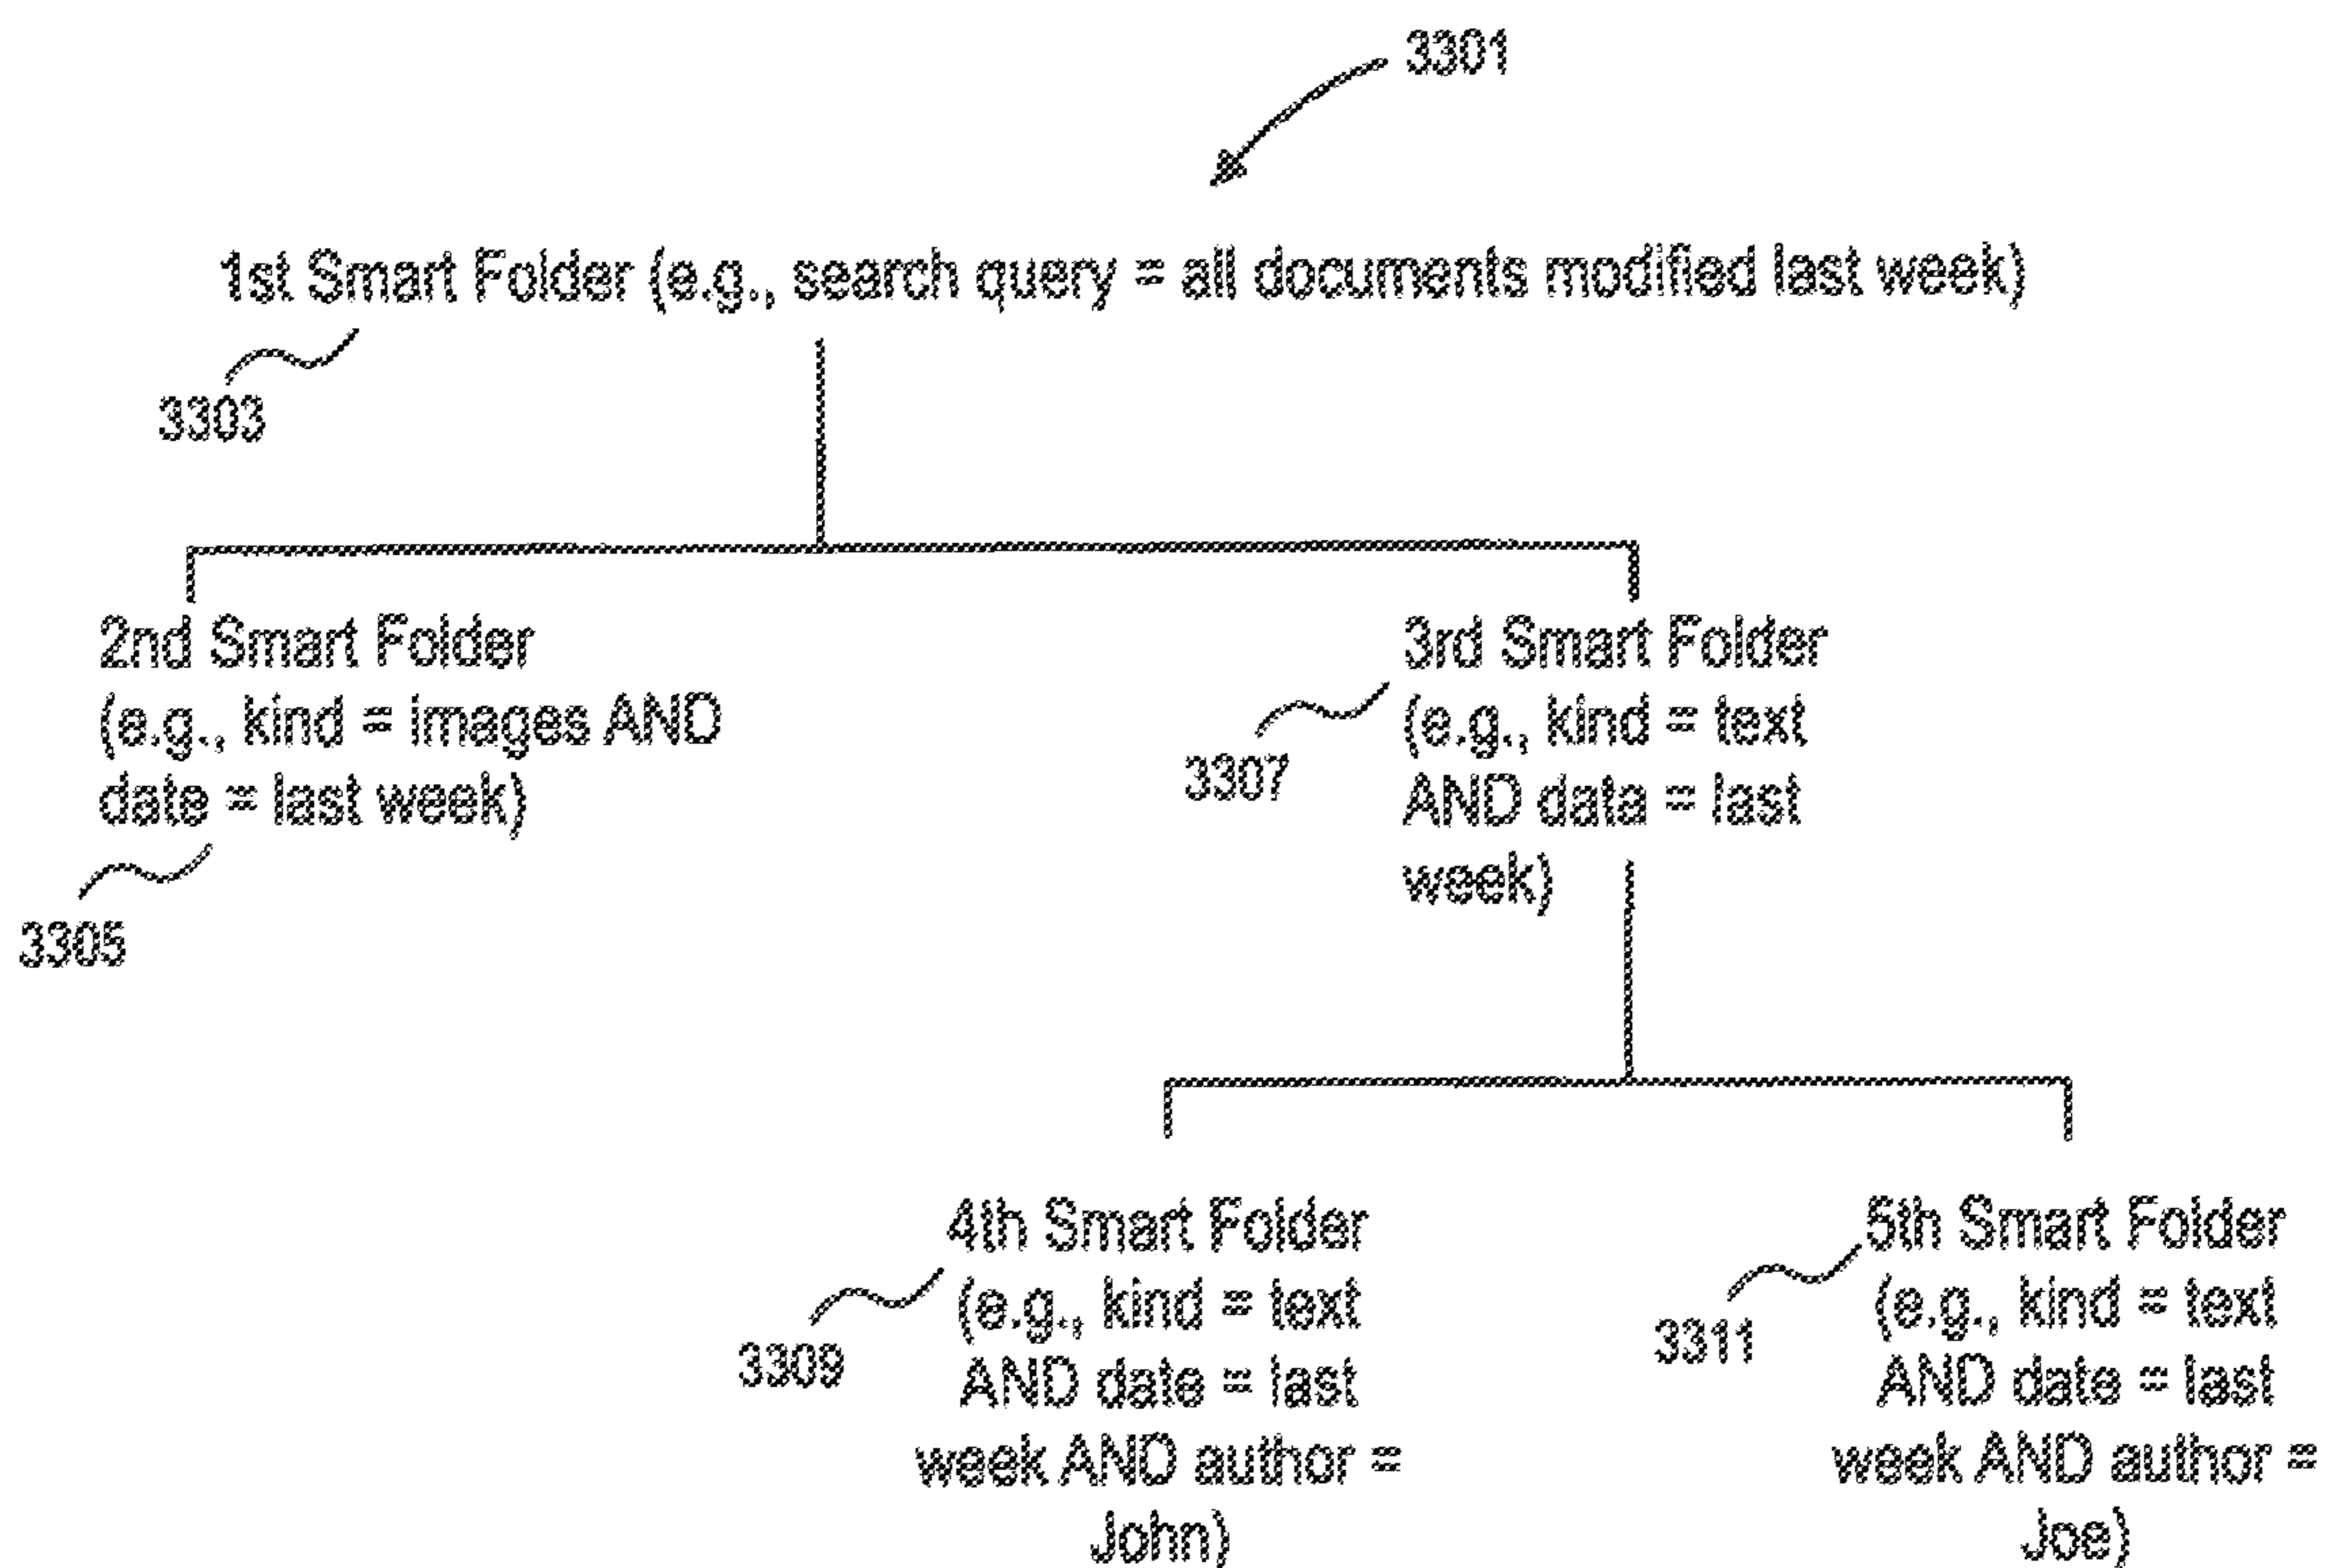 3301
1st Smart Folder (e.g., search query = all documents modified last week)
3303
2nd Smart Folder
(e.g., kind = images AND
date = last week)
3305
3rd Smart Folder
(e.g., kind = text
AND data = last
week)
3307
4th Smart Folder
(e.g., kind = text
AND date = last
week AND author =
John)
3309
5th Smart Folder
(e.g., kind = text
AND date = last
week AND author =
Joe)
3311